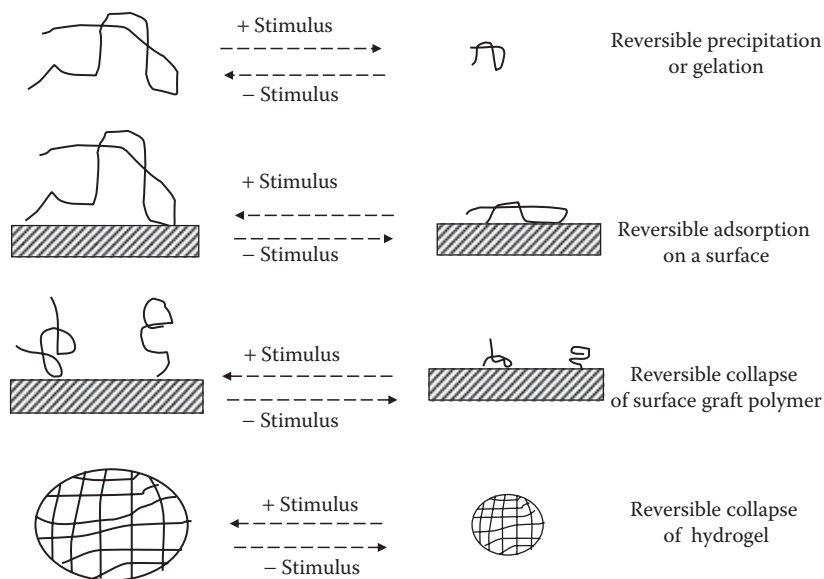 + Stimulus
− Stimulus
Reversible precipitation
or gelation
+ Stimulus
− Stimulus
Reversible adsorption
on a surface
+ Stimulus
− Stimulus
Reversible collapse
of surface graft polymer
+ Stimulus
− Stimulus
Reversible collapse
of hydrogel